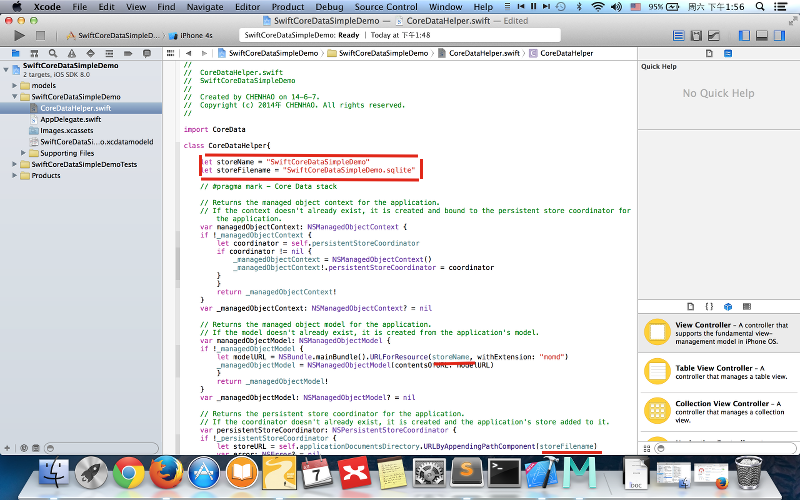 Xcode File Edit View Find Navigate Editor Product Debug Source Control Window Help 95% 周六 下午1:56
SwiftCoreDataSimpleDemo — CoreDataHelper.swift — Edited
SwiftCoreDataSimpleD... iPhone 4s
SwiftCoreDataSimpleDemo: Ready | Today at 下午1:48
SwiftCoreDataSimpleDemo SwiftCoreDataSimpleDemo CoreDataHelper.swift CoreDataHelper
SwiftCoreDataSimpleDemo
2 targets, iOS SDK 8.0
models
SwiftCoreDataSimpleDemo
CoreDataHelper.swift
AppDelegate.swift
Images.xcassets
SwiftCoreDataSi...o.xcdatamodeld
Supporting Files
SwiftCoreDataSimpleDemoTests
Products
//
// CoreDataHelper.swift
// SwiftCoreDataSimpleDemo
//
// Created by CHENHAO on 14-6-7.
// Copyright (c) 2014年 CHENHAO. All rights reserved.
//
import CoreData
class CoreDataHelper{
let storeName = "SwiftCoreDataSimpleDemo"
let storeFilename = "SwiftCoreDataSimpleDemo.sqlite"
// #pragma mark - Core Data stack
// Returns the managed object context for the application.
// If the context doesn't already exist, it is created and bound to the persistent store coordinator for
the application.
var managedObjectContext: NSManagedObjectContext {
if !_managedObjectContext {
let coordinator = self.persistentStoreCoordinator
if coordinator != nil {
_managedObjectContext = NSManagedObjectContext()
_managedObjectContext!.persistentStoreCoordinator = coordinator
}
}
return _managedObjectContext!
}
var _managedObjectContext: NSManagedObjectContext? = nil
// Returns the managed object model for the application.
// If the model doesn't already exist, it is created from the application's model.
var managedObjectModel: NSManagedObjectModel {
if !_managedObjectModel {
let modelURL = NSBundle.mainBundle().URLForResource(storeName, withExtension: "momd")
_managedObjectModel = NSManagedObjectModel(contentsOfURL: modelURL)
}
return _managedObjectModel!
}
var _managedObjectModel: NSManagedObjectModel? = nil
// Returns the persistent store coordinator for the application.
// If the coordinator doesn't already exist, it is created and the application's store added to it.
var persistentStoreCoordinator: NSPersistentStoreCoordinator {
if !_persistentStoreCoordinator {
let storeURL = self.applicationDocumentsDirectory.URLByAppendingPathComponent(storeFilename)
var error: NSError? = nil
Quick Help
No Quick Help
View Controller – A controller that
supports the fundamental view-
management model in iPhone OS.
Table View Controller – A
controller that manages a table view.
Collection View Controller – A
controller that manages a collection
view.
7